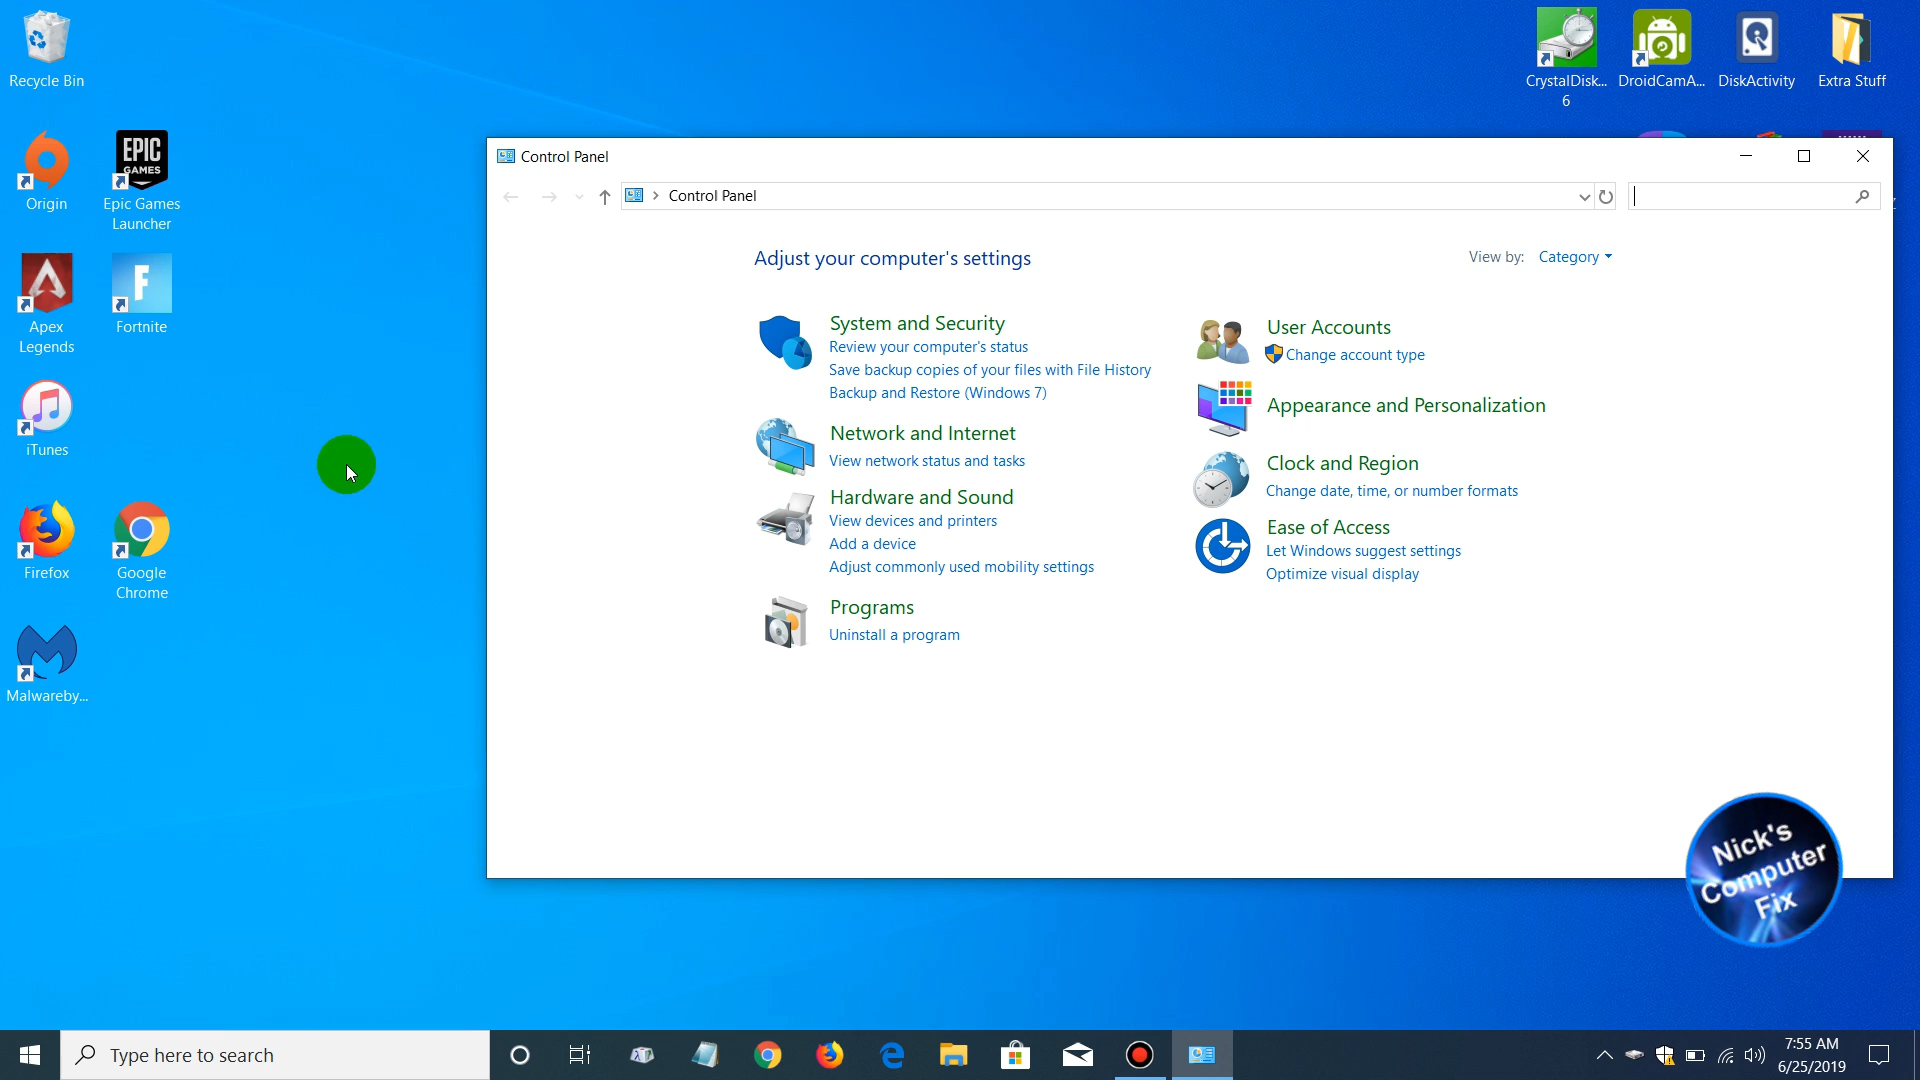 Recycle Bin
CrystalDisk...
6
DroidCamA...
DiskActivity
Extra Stuff
Origin
EPIC
GAMES
Epic Games
Launcher
Apex
Legends
F
Fortnite
iTunes
Firefox
Google
Chrome
Malwareby...
Control Panel
Control Panel
Adjust your computer's settings
View by: Category
System and Security
Review your computer's status
Save backup copies of your files with File History
Backup and Restore (Windows 7)
Network and Internet
View network status and tasks
Hardware and Sound
View devices and printers
Add a device
Adjust commonly used mobility settings
Programs
Uninstall a program
User Accounts
Change account type
Appearance and Personalization
Clock and Region
Change date, time, or number formats
Ease of Access
Let Windows suggest settings
Optimize visual display
Nick's
Computer
Fix
Type here to search
7:55 AM
6/25/2019